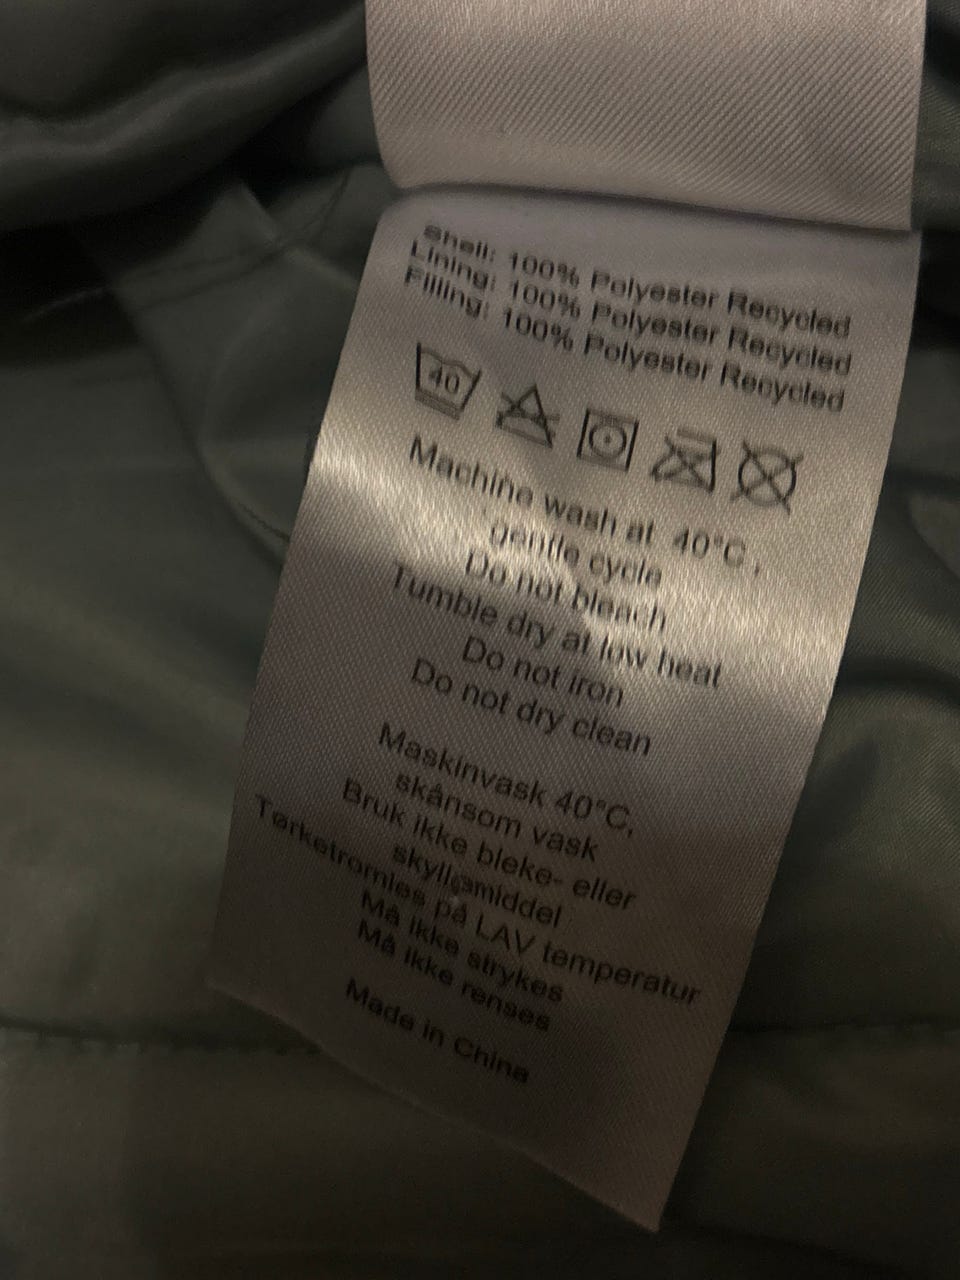 Shell: 100% Polyester Recycled
Lining: 100% Polyester Recycled
Filling: 100% Polyester Recycled
40
Machine wash at 40°C,
gentle cycle
Do not bleach
Tumble dry at low heat
Do not iron
Do not dry clean
Maskinvask 40°C,
skånsom vask
Bruk ikke bleke- eller
skyllemiddel
Tørketromles på LAV temperatur
Må ikke strykes
Må ikke renses
Made in China